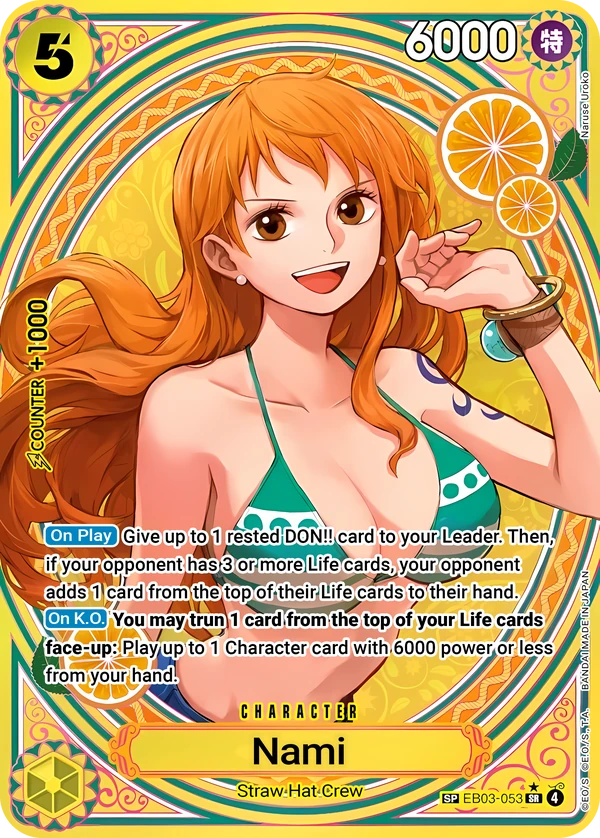 5
6000
特
Naruse Uroko
COUNTER +1000
On Play Give up to 1 rested DON!! card to your Leader. Then,
if your opponent has 3 or more Life cards, your opponent
adds 1 card from the top of their Life cards to their hand.
On K.O. You may trun 1 card from the top of your Life cards
face-up: Play up to 1 Character card with 6000 power or less
from your hand.
CHARACTER
Nami
Straw Hat Crew
SP EB03-053 SR 4
©E.O./S. ©E.O./S.,T.A. BANDAI MADE IN JAPAN